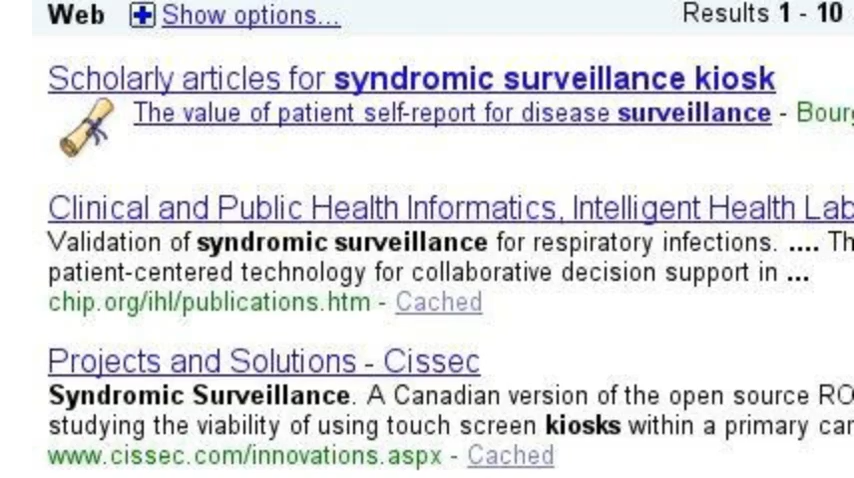 Web Show options... Results 1 - 10
Scholarly articles for syndromic surveillance kiosk
The value of patient self-report for disease surveillance -
Clinical and Public Health Informatics, Intelligent Health Lab
Validation of syndromic surveillance for respiratory infections. ....
patient-centered technology for collaborative decision support in ...
chip.org/ihl/publications.htm - Cached
Projects and Solutions - Cissec
Syndromic Surveillance. A Canadian version of the open source
studying the viability of using touch screen kiosks within a primary
www.cissec.com/innovations.aspx - Cached